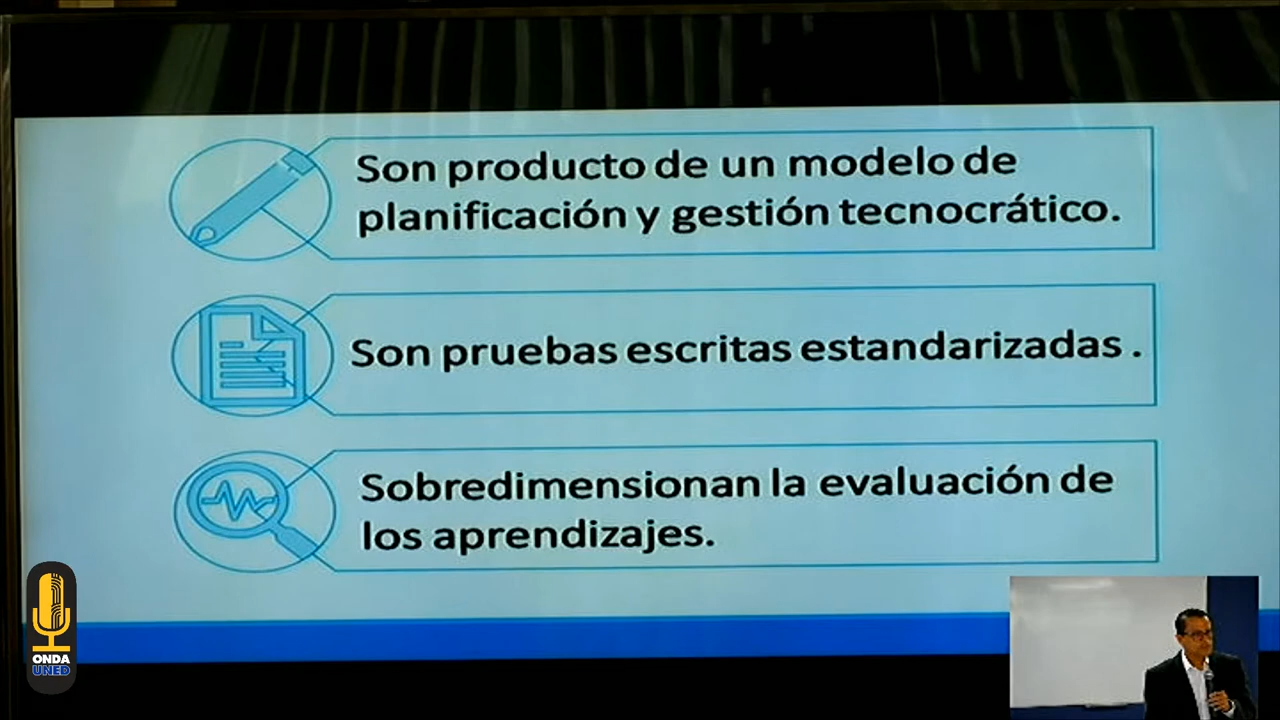 Son producto de un modelo de
planificación y gestión tecnocrático.
Son pruebas escritas estandarizadas .
Sobredimensionan la evaluación de
los aprendizajes.
ONDA
UNED